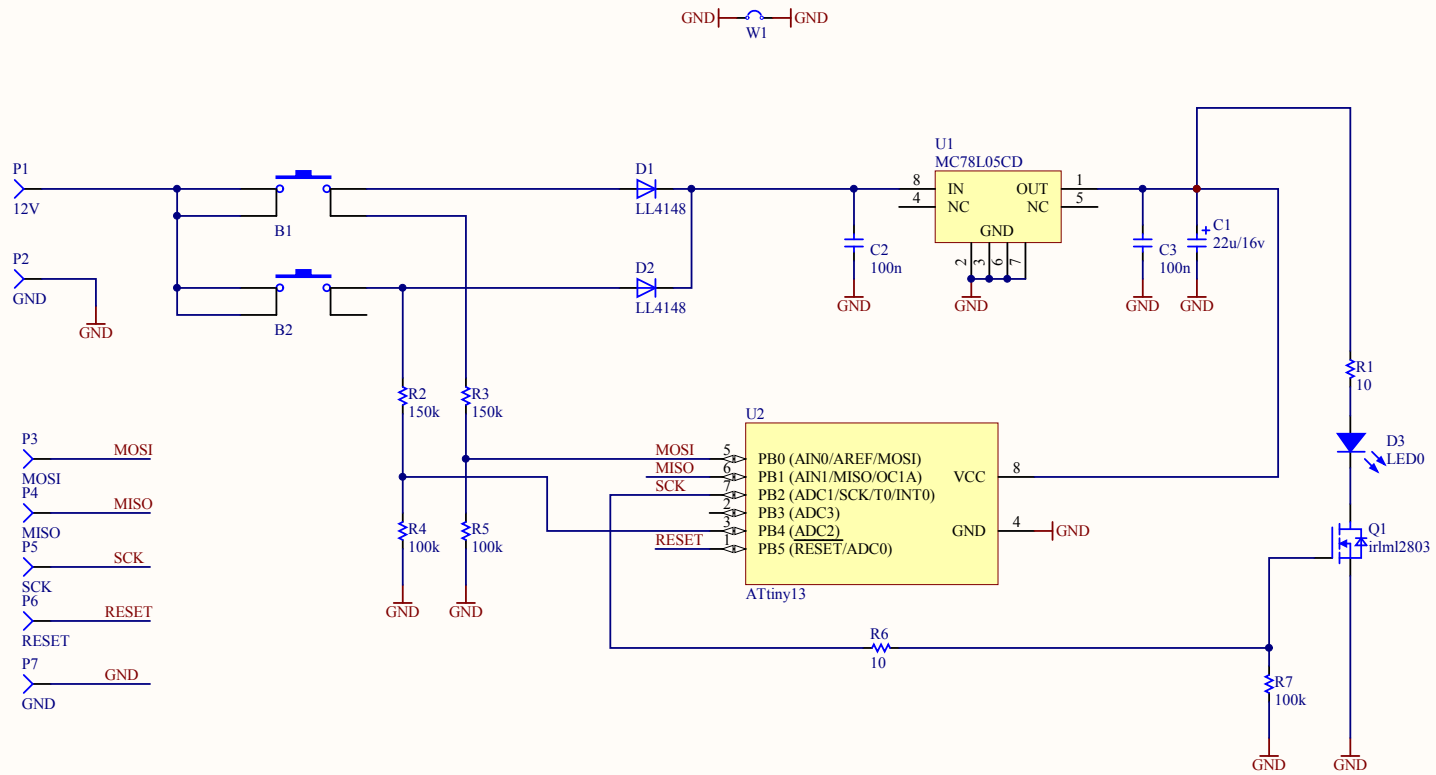 GND GND
W1
P1
12V
P2
GND
GND
B1
B2
D1
LL4148
D2
LL4148
U1
MC78L05CD
8 IN OUT 1
4 NC NC 5
GND
2 3 6 7
GND
C2
100n
GND
C3
100n
GND
C1
+
22u/16v
GND
R1
10
D3
LED0
Q1
irlml2803
GND
R2
150k
R3
150k
R4
100k
R5
100k
GND
GND
U2
MOSI 5 PB0 (AIN0/AREF/MOSI)
MISO 6 PB1 (AIN1/MISO/OC1A)
SCK 7 PB2 (ADC1/SCK/T0/INT0)
2 PB3 (ADC3)
3 PB4 (ADC2)
RESET 1 PB5 (RESET/ADC0)
VCC 8
GND 4 GND
ATtiny13
R6
10
R7
100k
GND
P3
MOSI
MOSI
P4
MISO
MISO
P5
SCK
SCK
P6
RESET
RESET
P7
GND
GND